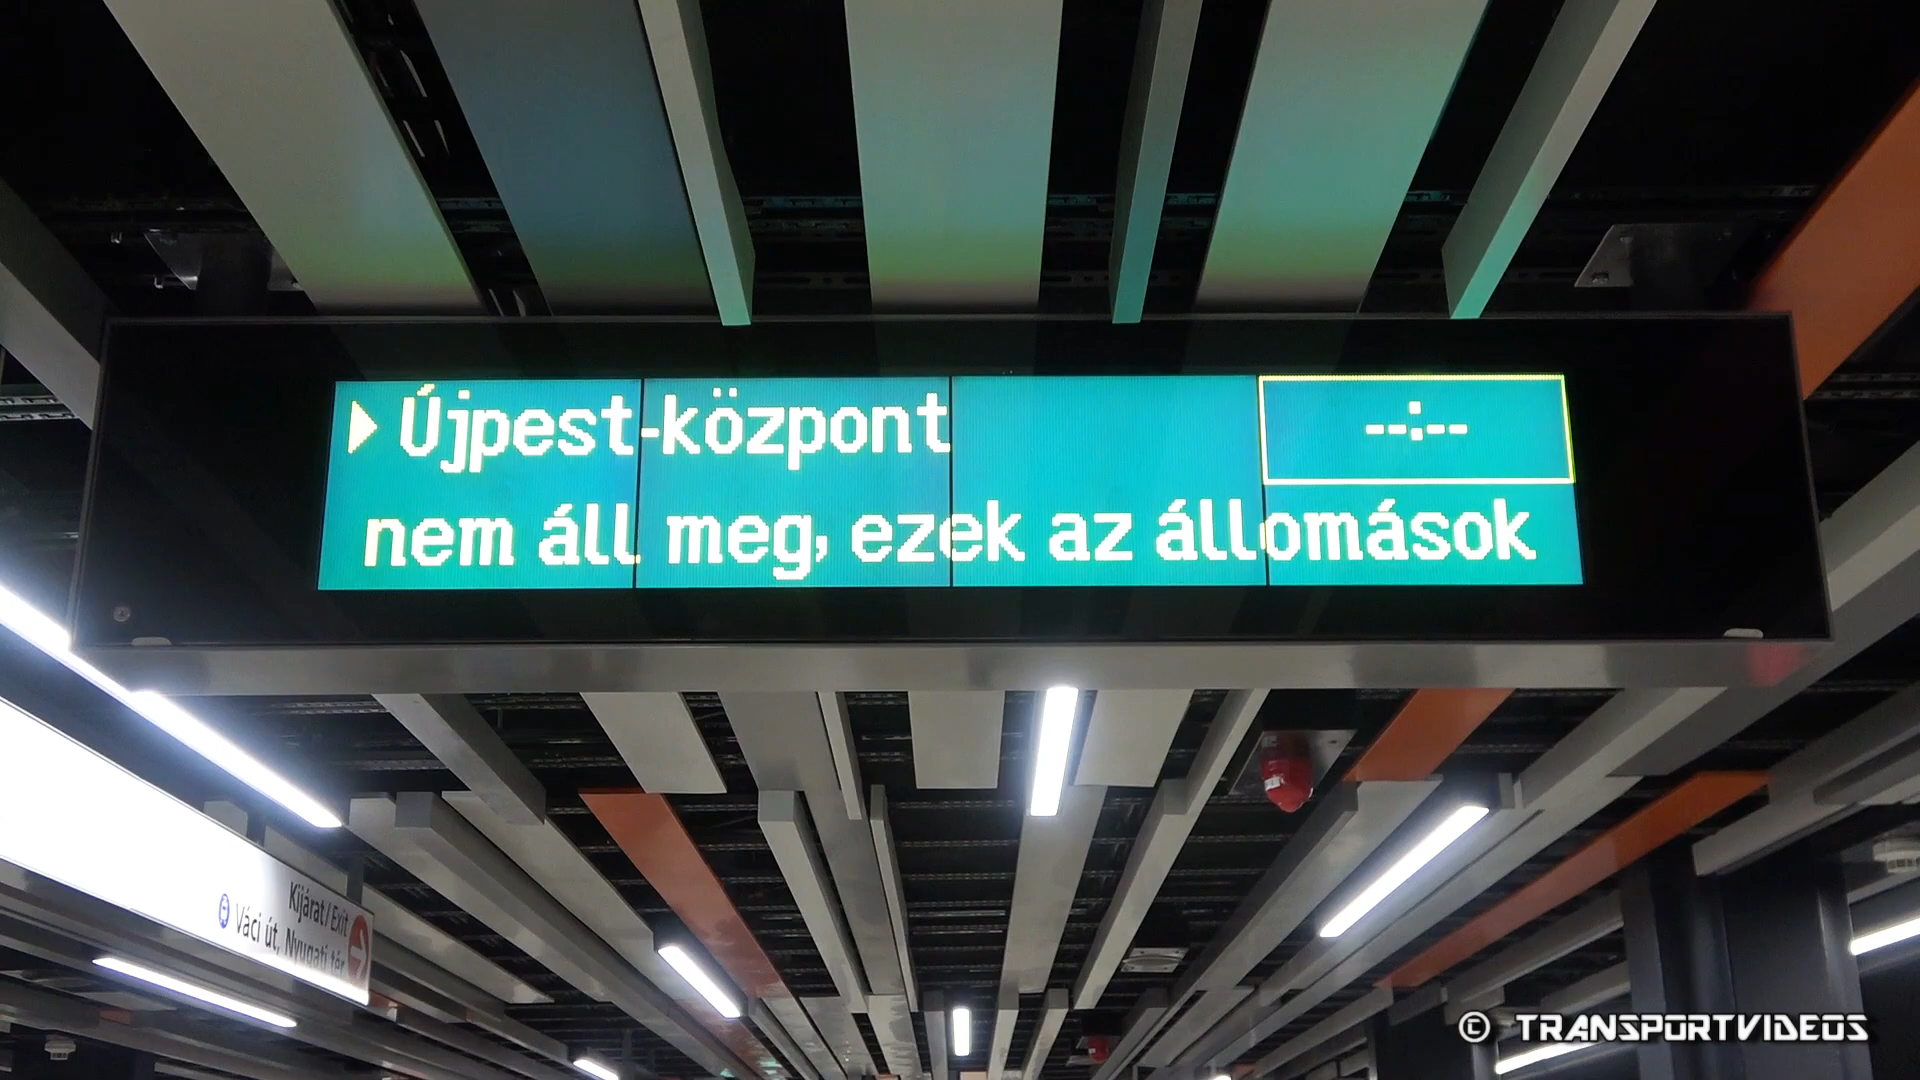 Újpest-központ
--:--
nem áll meg, ezek az állomások
Kijárat/Exit
Váci út, Nyugati tér
© TRANSPORTVIDEOS